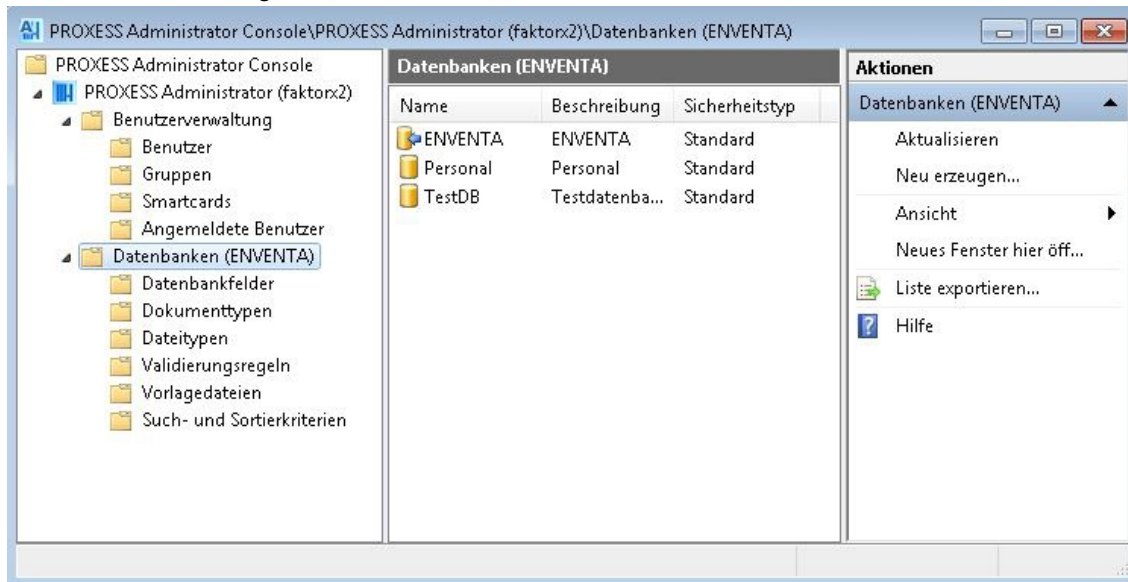 PROXESS Administrator Console\PROXESS Administrator (faktorx2)\Datenbanken (ENVENTA)
PROXESS Administrator Console
PROXESS Administrator (faktorx2)
Benutzerverwaltung
Benutzer
Gruppen
Smartcards
Angemeldete Benutzer
Datenbanken (ENVENTA)
Datenbankfelder
Dokumenttypen
Dateitypen
Validierungsregeln
Vorlagedateien
Such- und Sortierkriterien
Datenbanken (ENVENTA)
Name Beschreibung Sicherheitstyp
ENVENTA ENVENTA Standard
Personal Personal Standard
TestDB Testdatenba... Standard
Aktionen
Datenbanken (ENVENTA)
Aktualisieren
Neu erzeugen...
Ansicht
Neues Fenster hier öff...
Liste exportieren...
Hilfe